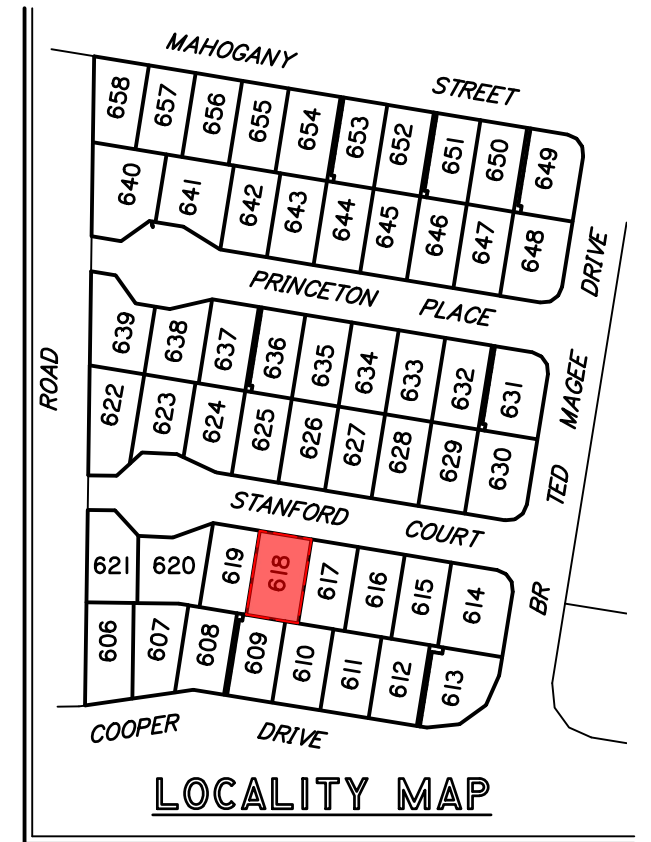 MAHOGANY STREET
658 657 656 655 654 653 652 651 650 649
640 641 642 643 644 645 646 647 648
PRINCETON PLACE
639 638 637 636 635 634 633 632 631
622 623 624 625 626 627 628 629 630
STANFORD COURT
621 620 619 618 617 616 615 614
606 607 608 609 610 611 612 613
COOPER DRIVE
ROAD
BR TED MAGEE DRIVE
LOCALITY MAP